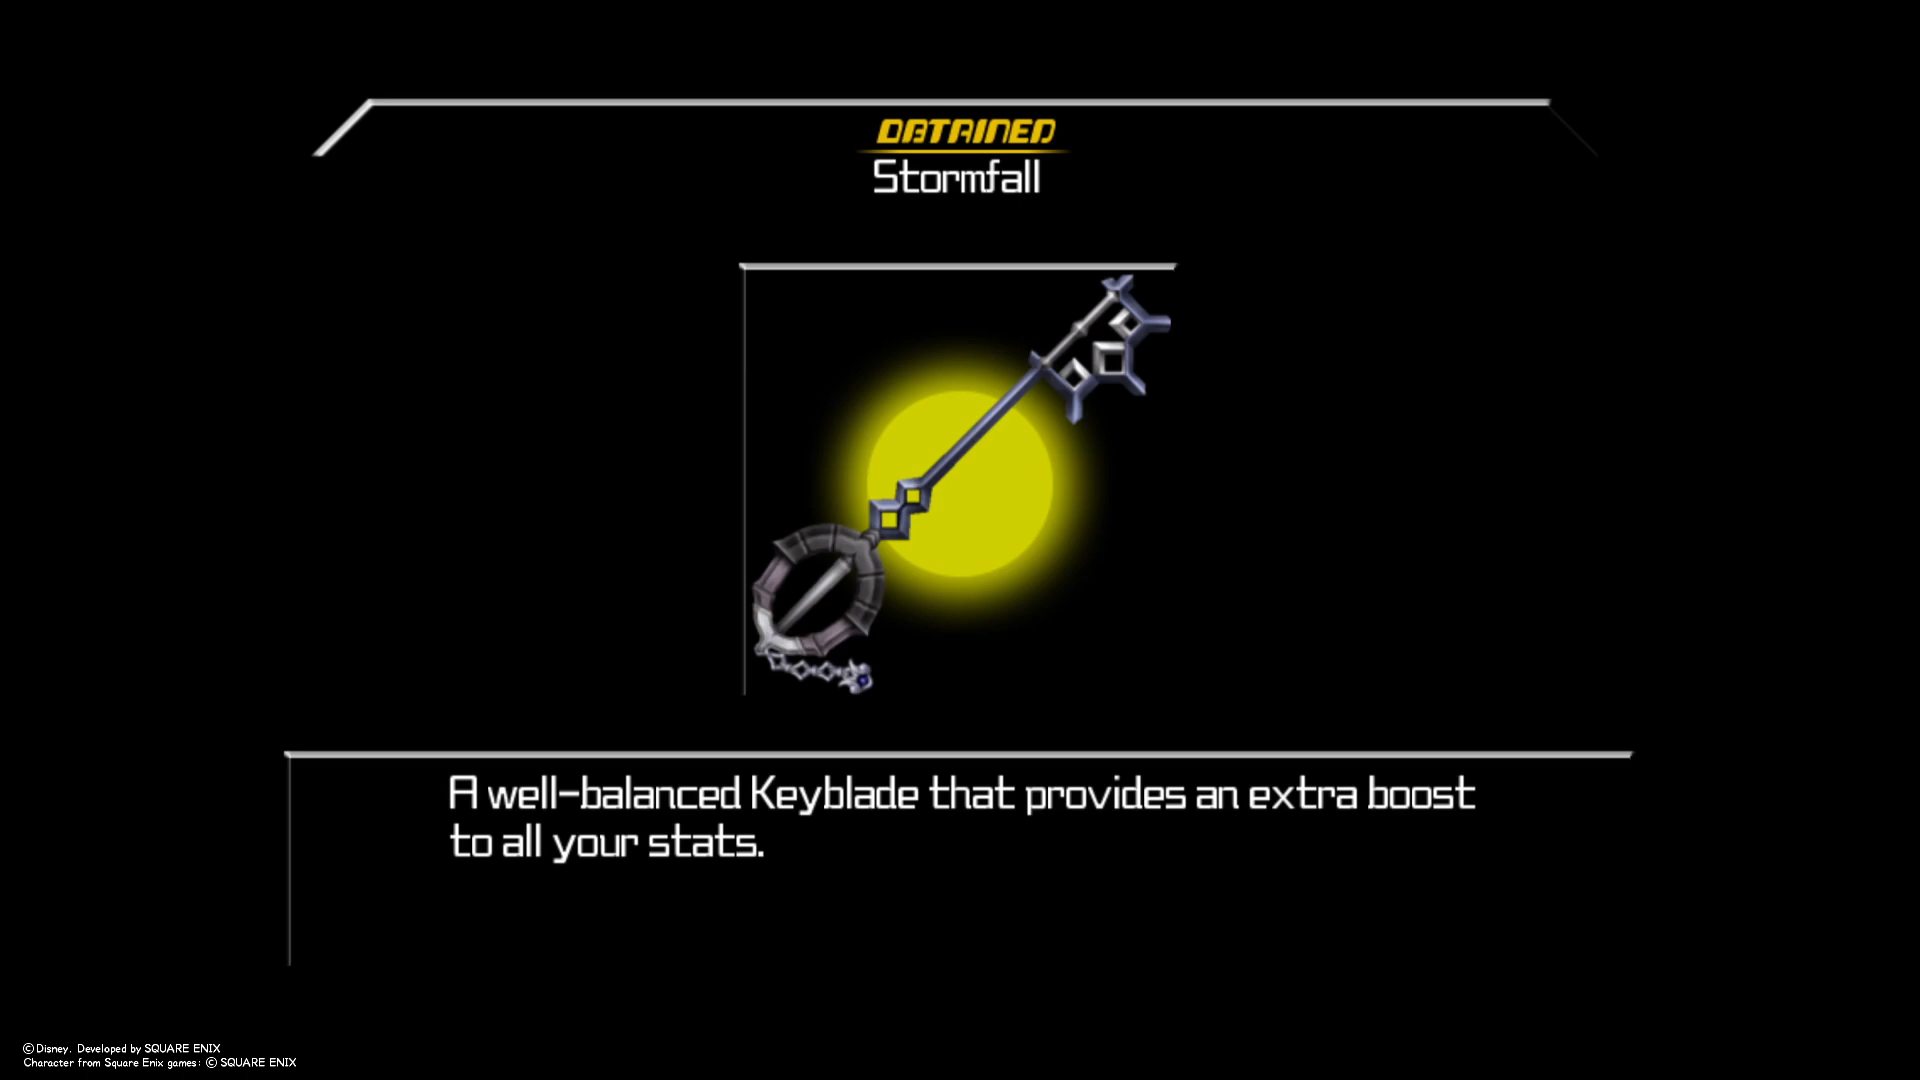 OBTAINED
Stormfall
A well-balanced Keyblade that provides an extra boost
to all your stats.
© Disney. Developed by SQUARE ENIX
Character from Square Enix games: © SQUARE ENIX